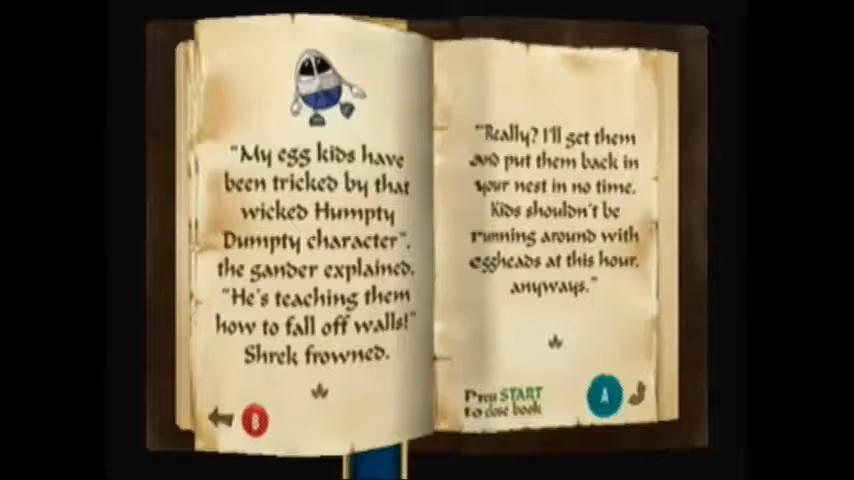 "My egg kids have
been tricked by that
wicked Humpty
Dumpty character",
the gander explained.
"He's teaching them
how to fall off walls!"
Shrek frowned.
B
"Really? I'll get them
and put them back in
your nest in no time.
Kids shouldn't be
running around with
eggheads at this hour,
anyways."
Press START
to close book
A